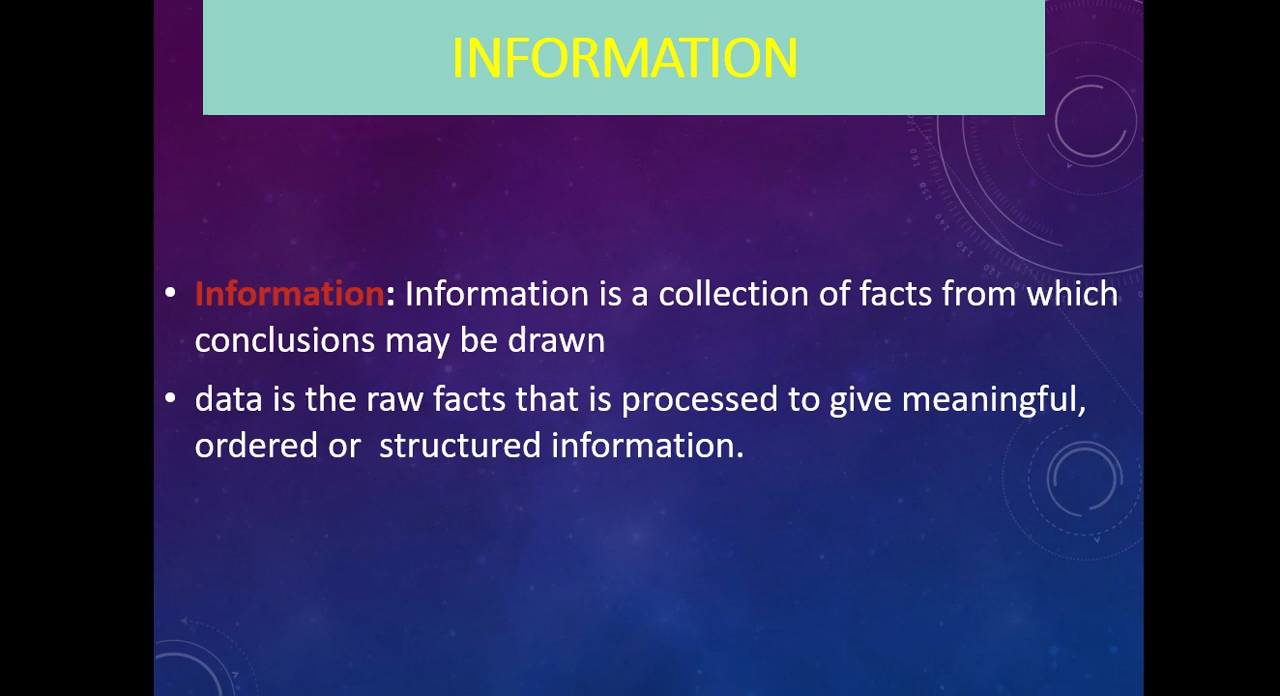 INFORMATION
• Information: Information is a collection of facts from which
conclusions may be drawn
• data is the raw facts that is processed to give meaningful,
ordered or  structured information.